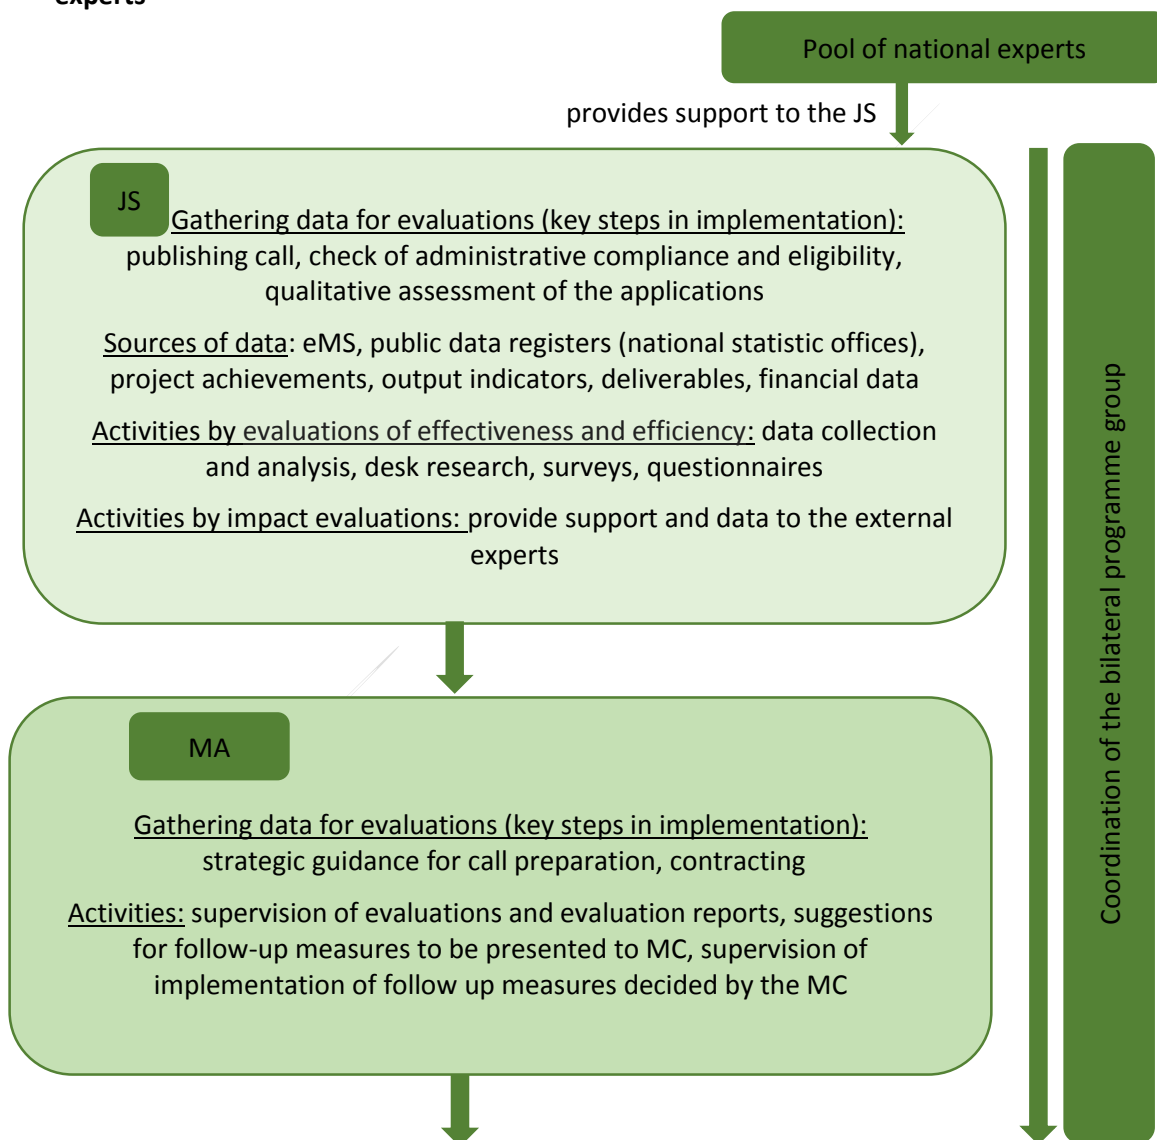 experts
Pool of national experts
provides support to the JS
JS
Gathering data for evaluations (key steps in implementation):
publishing call, check of administrative compliance and eligibility,
qualitative assessment of the applications
Sources of data: eMS, public data registers (national statistic offices),
project achievements, output indicators, deliverables, financial data
Activities by evaluations of effectiveness and efficiency: data collection
and analysis, desk research, surveys, questionnaires
Activities by impact evaluations: provide support and data to the external
experts
MA
Gathering data for evaluations (key steps in implementation):
strategic guidance for call preparation, contracting
Activities: supervision of evaluations and evaluation reports, suggestions
for follow-up measures to be presented to MC, supervision of
implementation of follow up measures decided by the MC
Coordination of the bilateral programme group